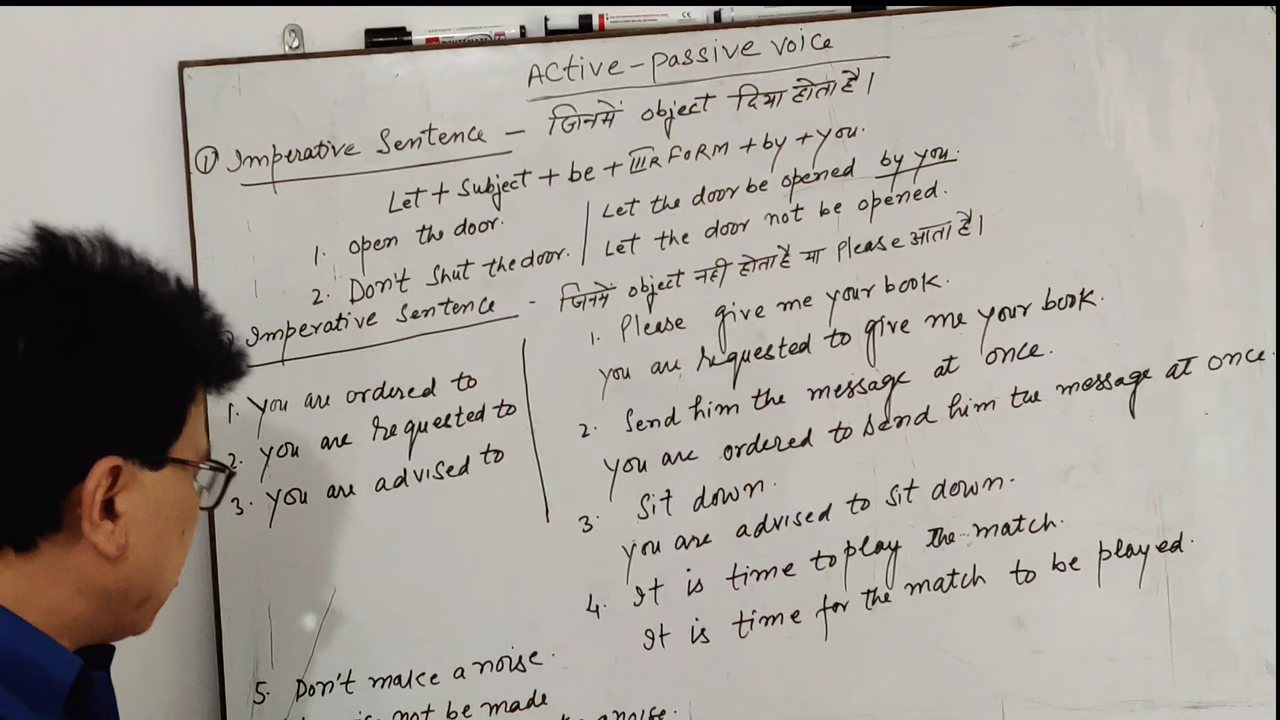 Active-passive voice
① Imperative Sentence - जिनमें object दिया होता है।
Let + Subject + be + IIIR FORM + by + you.
1. open the door. | Let the door be opened by you.
2. Don't shut the door. | Let the door not be opened.
Imperative Sentence - जिनमें object नही होता है या Please आता है।
1. You are ordered to
2. you are requested to
3. you are advised to
1. Please give me your book.
you are requested to give me your book.
2. Send him the message at once.
you are ordered to send him the message at once.
3. Sit down.
you are advised to sit down.
4. It is time to play the match.
It is time for the match to be played.
5. Don't make a noise.
not be made
a noise.